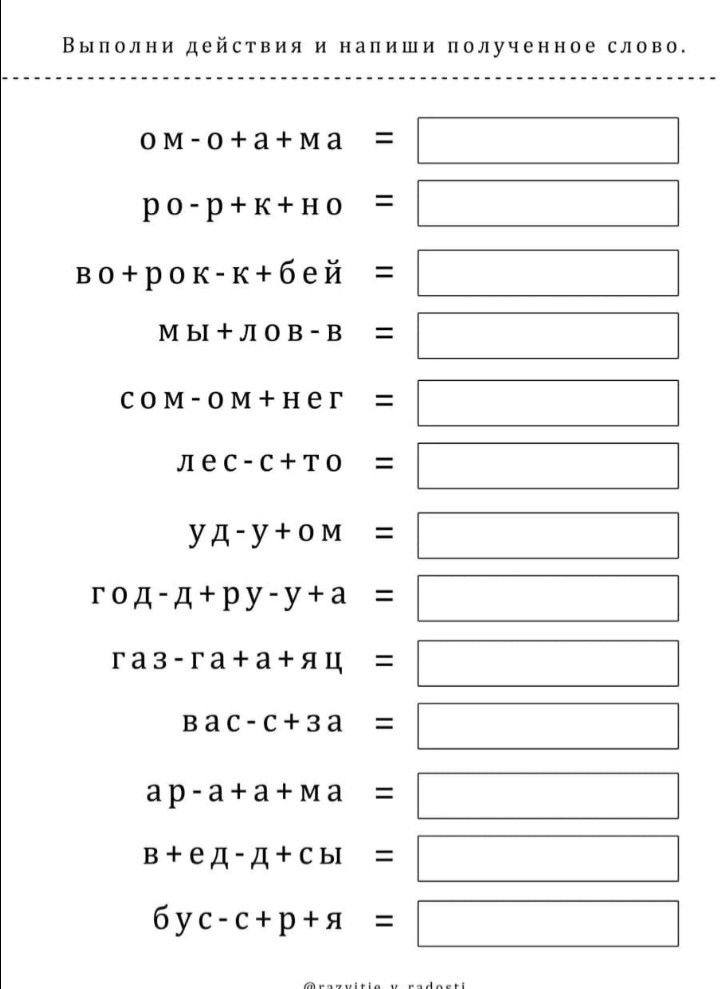 Выполни действия и напиши полученное слово.
ом-о+а+ма =
ро-р+к+но =
во+рок-к+бей =
мы+лов-в =
сом-ом+нег =
лес-с+то =
уд-у+ом =
год-д+ру-у+а =
газ-га+а+яц =
вас-с+за =
ар-а+а+ма =
в+ед-д+сы =
бус-с+р+я =
@razvitie_v_radosti